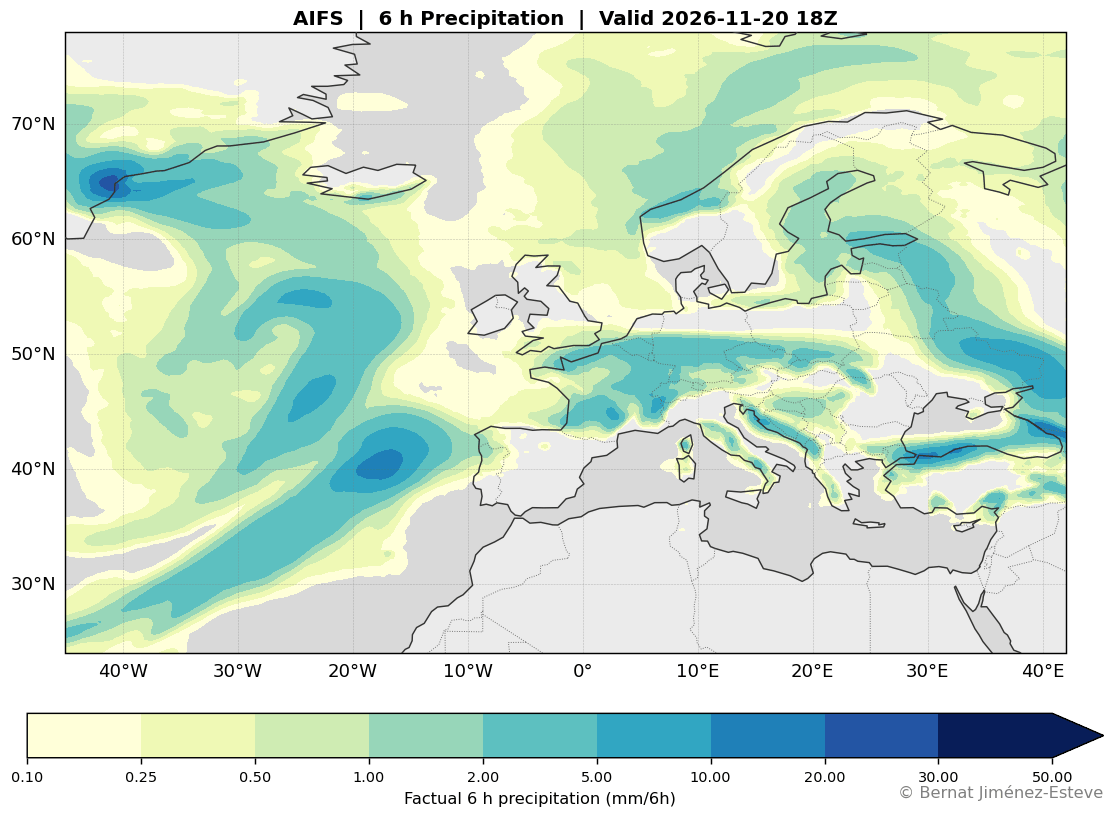 AIFS | 6 h Precipitation | Valid 2026-11-20 18Z
70°N
60°N
50°N
40°N
30°N
40°W 30°W 20°W 10°W 0° 10°E 20°E 30°E 40°E
0.10 0.25 0.50 1.00 2.00 5.00 10.00 20.00 30.00 50.00
Factual 6 h precipitation (mm/6h)
© Bernat Jiménez-Esteve